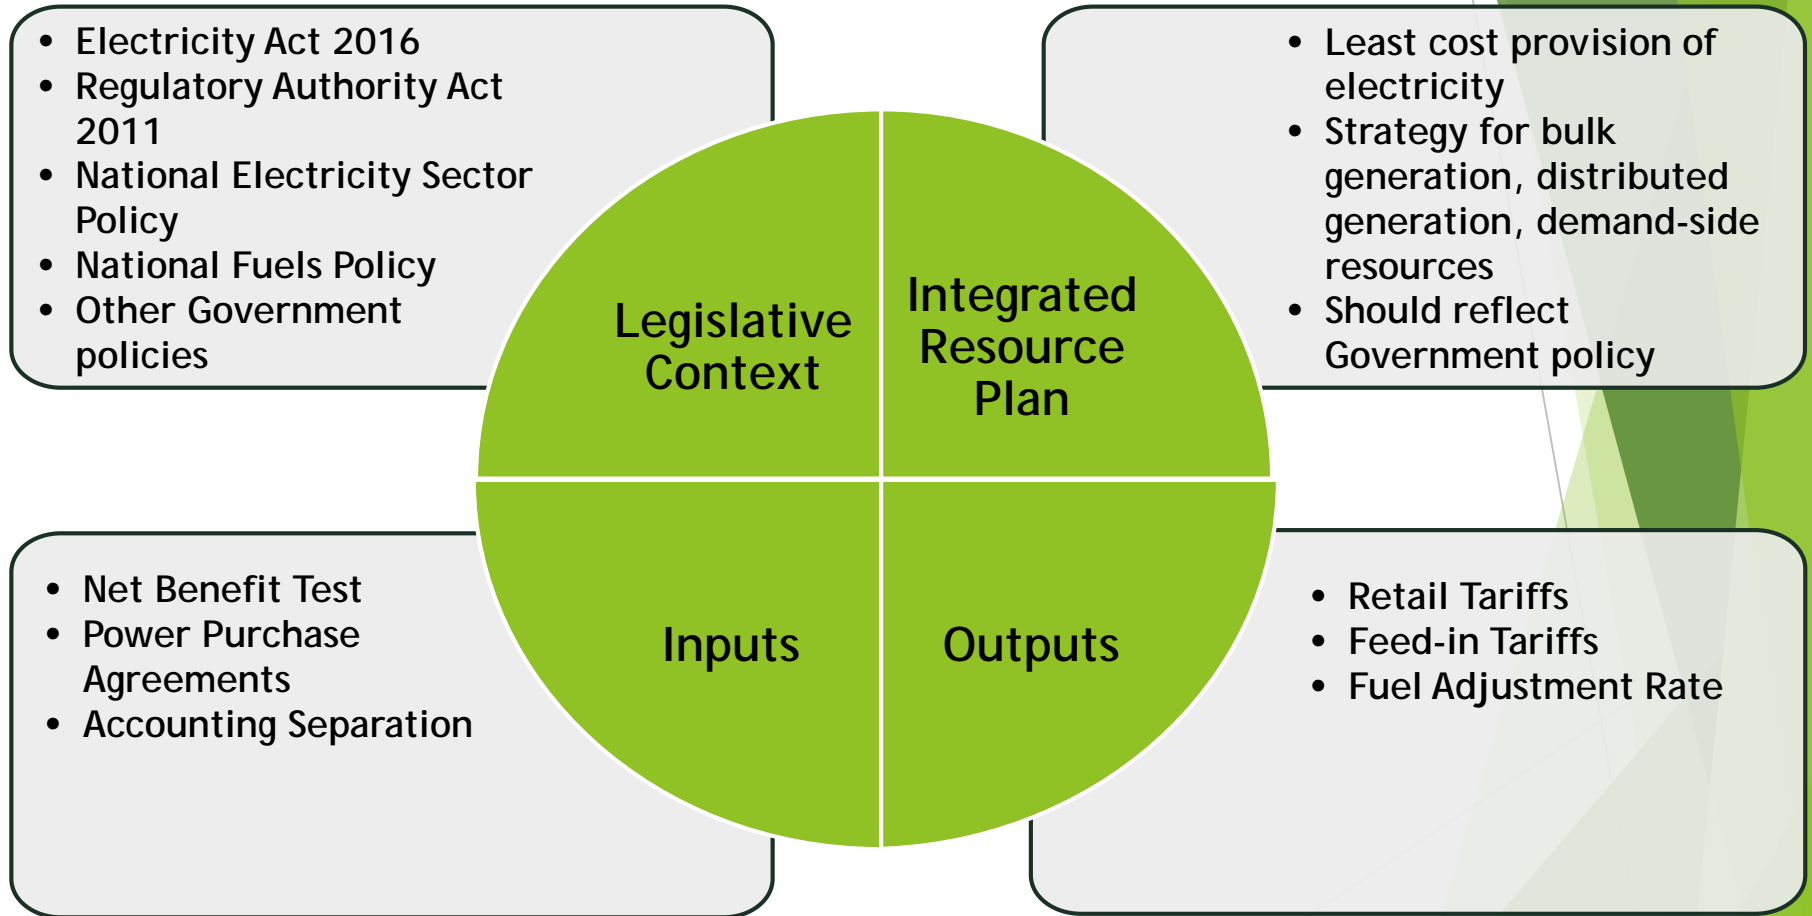 • Electricity Act 2016
• Regulatory Authority Act
2011
• National Electricity Sector
Policy
• National Fuels Policy
• Other Government
policies
• Least cost provision of
electricity
• Strategy for bulk
generation, distributed
generation, demand-side
resources
• Should reflect
Government policy
Legislative
Context
Integrated
Resource
Plan
Inputs
Outputs
• Net Benefit Test
• Power Purchase
Agreements
• Accounting Separation
• Retail Tariffs
• Feed-in Tariffs
• Fuel Adjustment Rate